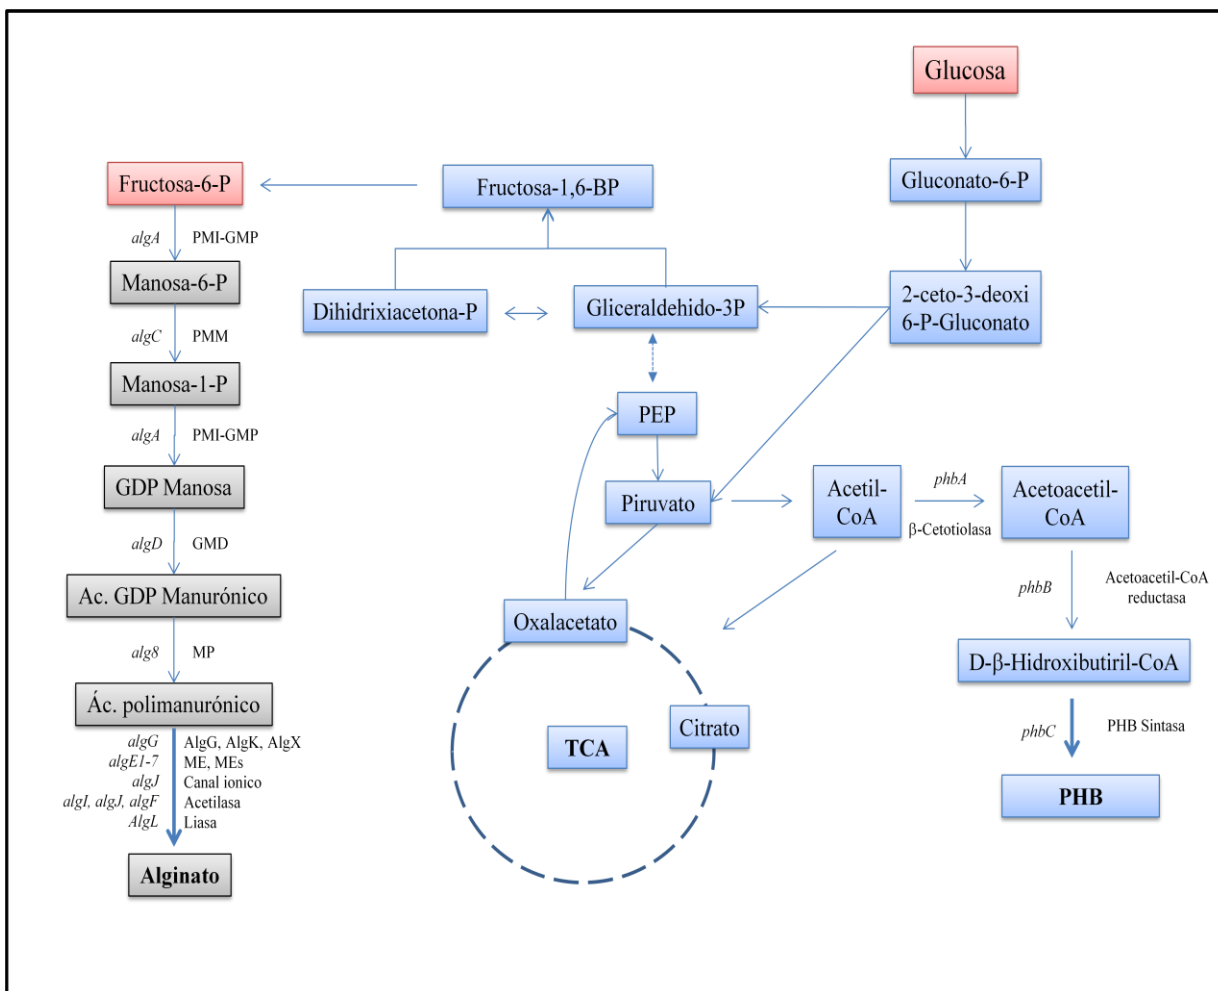 Glucosa
Fructosa-6-P
Fructosa-1,6-BP
Gluconato-6-P
algA PMI-GMP
Manosa-6-P
Dihidrixiacetona-P
Gliceraldehido-3P
2-ceto-3-deoxi
6-P-Gluconato
algC PMM
Manosa-1-P
PEP
algA PMI-GMP
GDP Manosa
Piruvato
Acetil-
CoA
phbA
β-Cetotiolasa
Acetoacetil-
CoA
algD GMD
Ac. GDP Manurónico
Oxalacetato
phbB
Acetoacetil-CoA
reductasa
alg8 MP
D-β-Hidroxibutiril-CoA
Ác. polimanurónico
Citrato
TCA
phbC PHB Sintasa
algG AlgG, AlgK, AlgX
algE1-7 ME, MEs
algJ Canal ionico
algI, algJ, algF Acetilasa
AlgL Liasa
PHB
Alginato